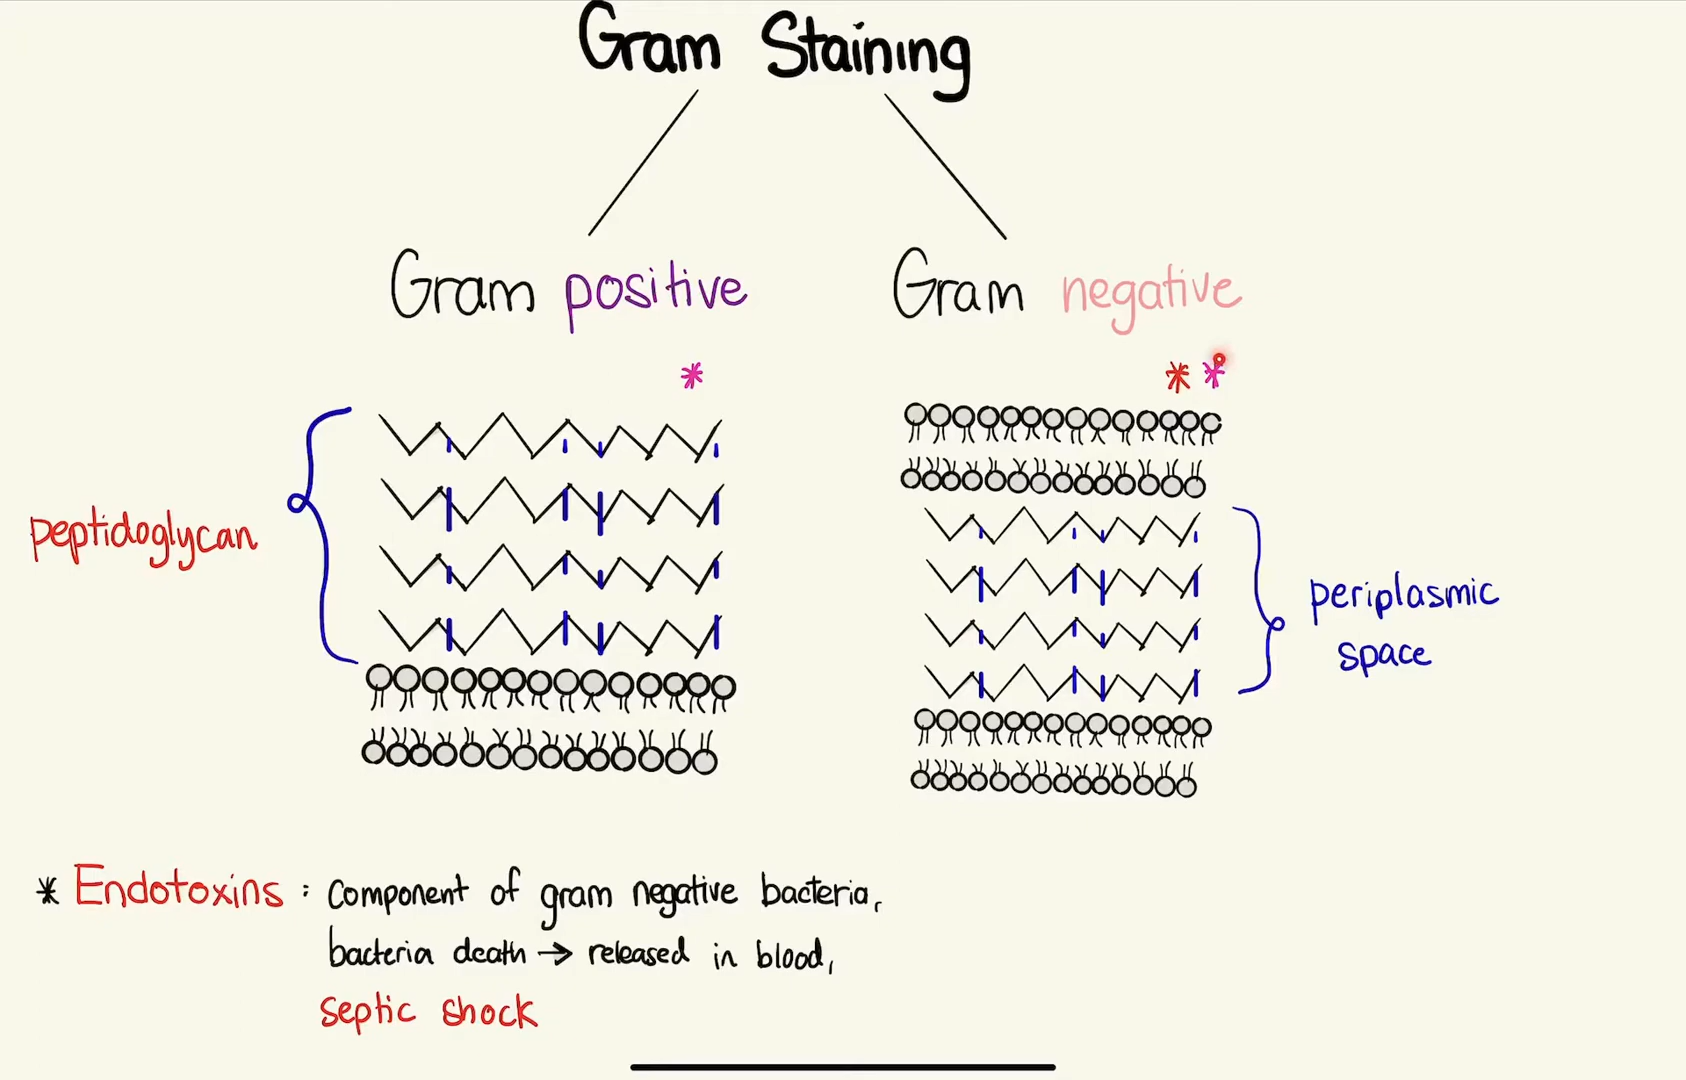 Gram Staining
Gram positive
Gram negative
*
* *
peptidoglycan
periplasmic
space
* Endotoxins : Component of gram negative bacteria,
bacteria death → released in blood,
septic shock